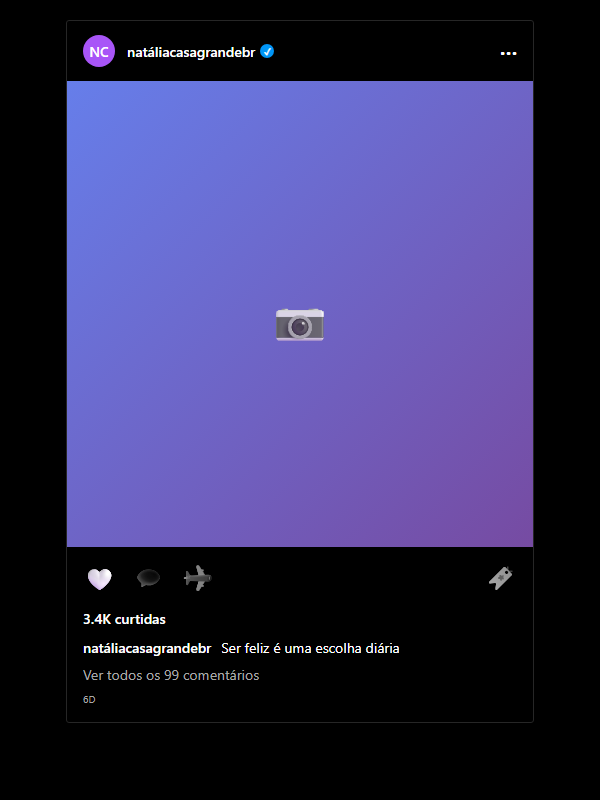 NC natáliacasagrandebr
3.4K curtidas
natáliacasagrandebr Ser feliz é uma escolha diária
Ver todos os 99 comentários
6D